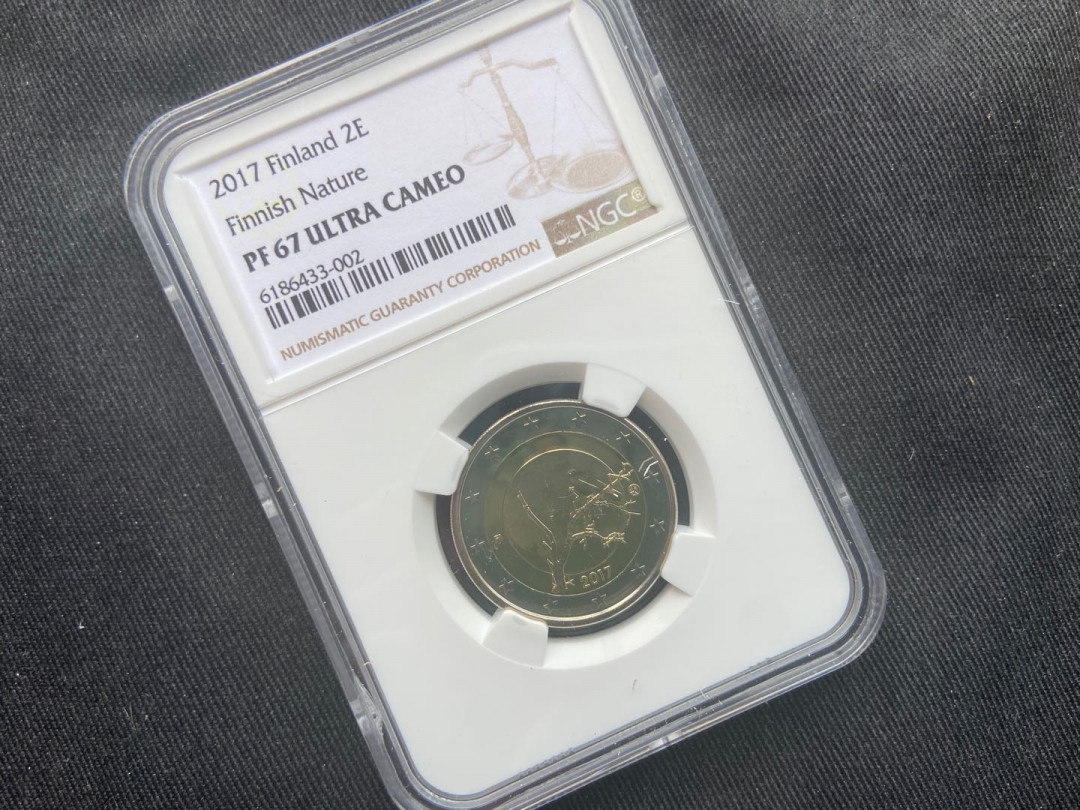 2017 Finland 2E
Finnish Nature
PF 67 ULTRA CAMEO
6186433-002
NGC®
NUMISMATIC GUARANTY CORPORATION
2017